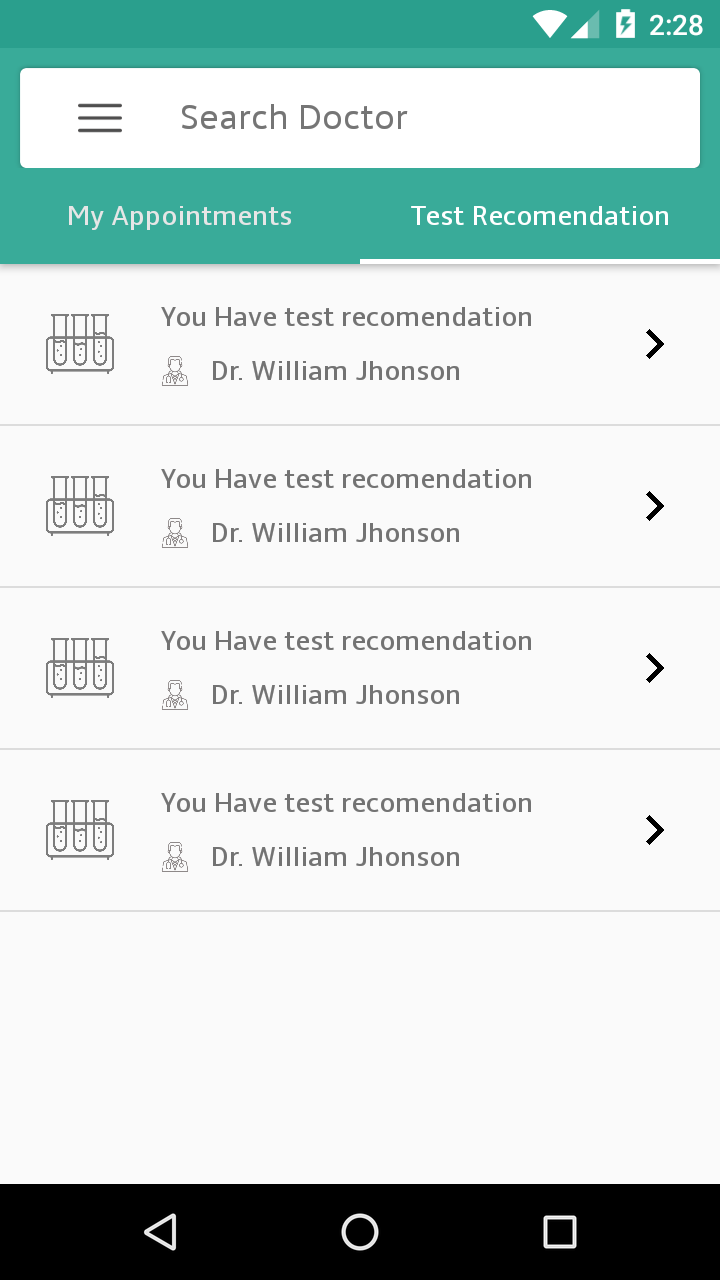 2:28
Search Doctor
My Appointments
Test Recomendation
You Have test recomendation
Dr. William Jhonson
You Have test recomendation
Dr. William Jhonson
You Have test recomendation
Dr. William Jhonson
You Have test recomendation
Dr. William Jhonson